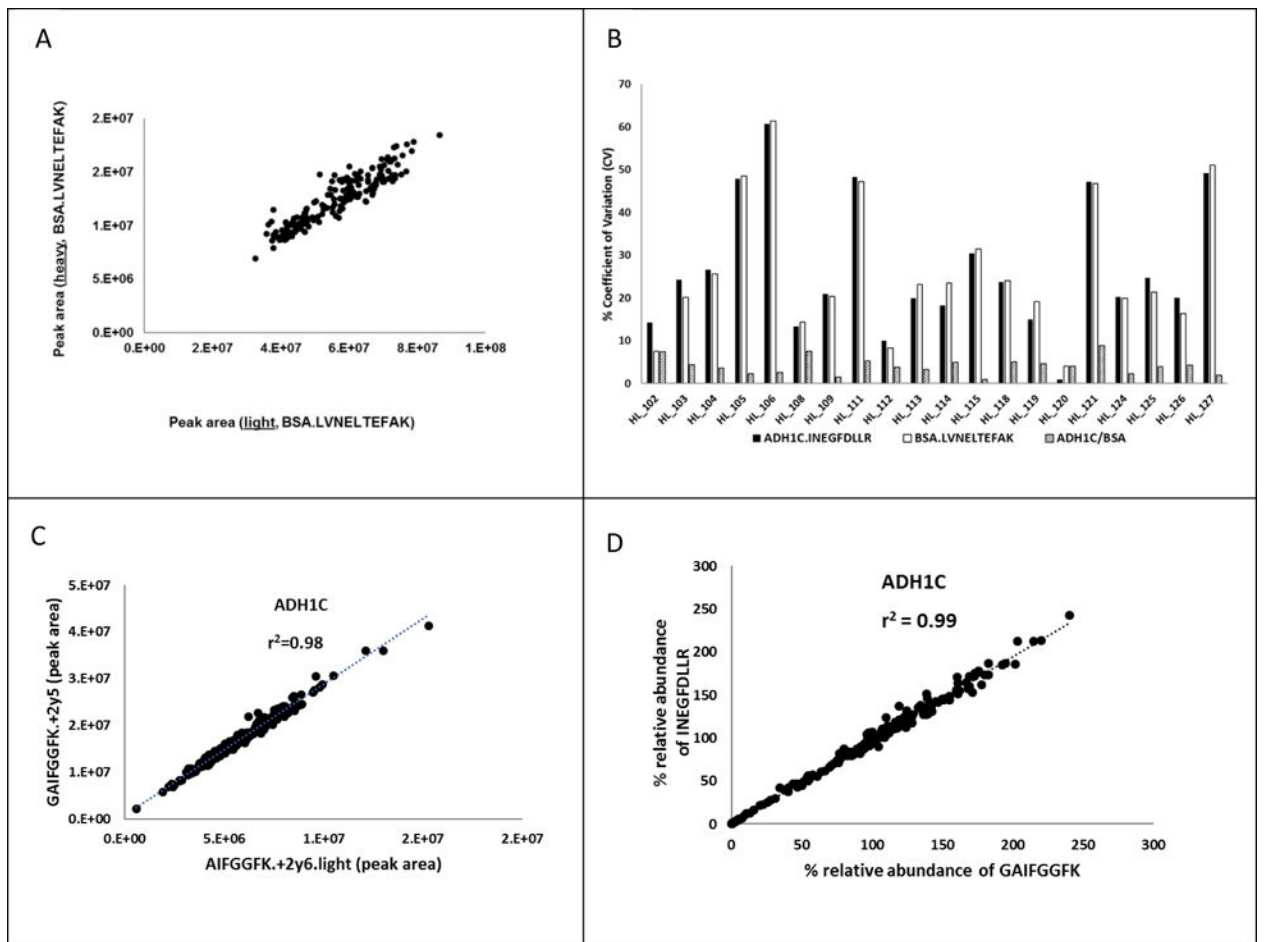 A
2.E+07
2.E+07
1.E+07
5.E+06
0.E+00
Peak area (heavy, BSA.LVNELTEFAK)
0.E+00 2.E+07 4.E+07 6.E+07 8.E+07 1.E+08
Peak area (light, BSA.LVNELTEFAK)
B
70
60
50
40
30
20
10
0
% Coefficient of Variation (CV)
HL_102 HL_103 HL_104 HL_105 HL_106 HL_108 HL_109 HL_111 HL_112 HL_113 HL_114 HL_115 HL_118 HL_119 HL_120 HL_121 HL_124 HL_125 HL_126 HL_127
ADH1C.INEGFDLLR BSA.LVNELTEFAK ADH1C/BSA
C
5.E+07
4.E+07
3.E+07
2.E+07
1.E+07
0.E+00
GAIFGGFK.+2y5 (peak area)
ADH1C
r²=0.98
0.E+00 5.E+06 1.E+07 2.E+07 2.E+07
AIFGGFK.+2y6.light (peak area)
D
300
250
200
150
100
50
0
% relative abundance
of INEGFDLLR
ADH1C
r² = 0.99
0 50 100 150 200 250 300
% relative abundance of GAIFGGFK